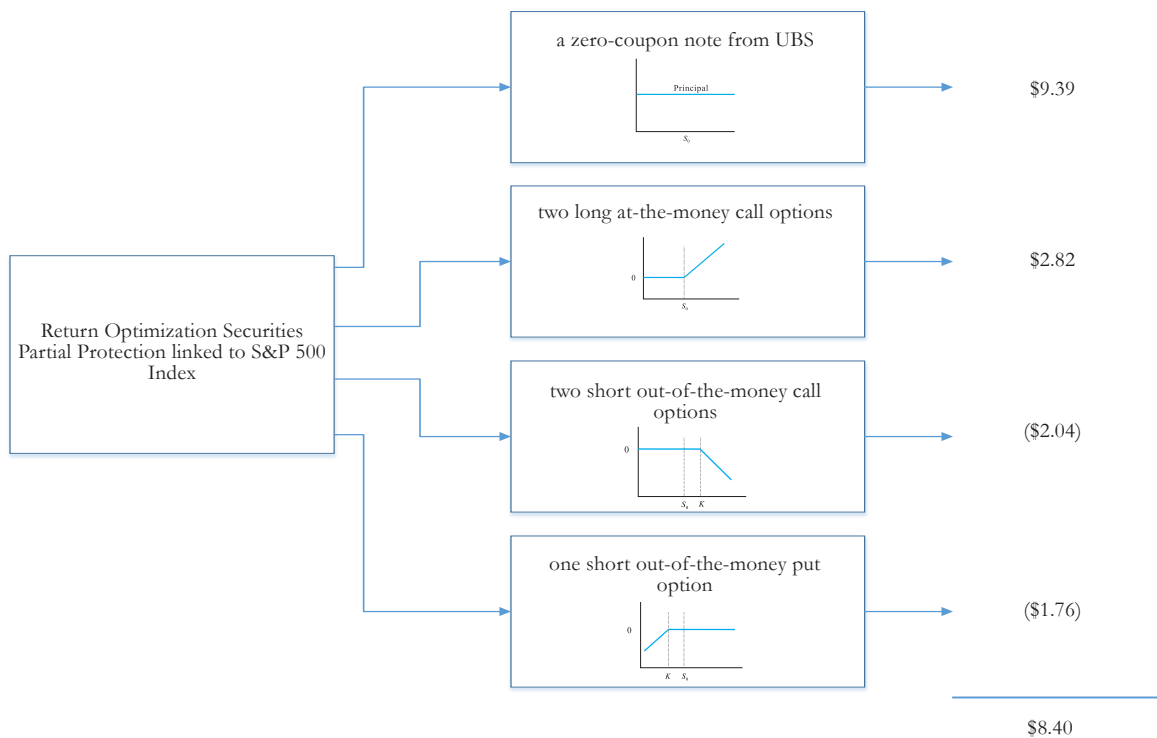 a zero-coupon note from UBS
Principal
S₀
$9.39
two long at-the-money call options
0
S₀
$2.82
Return Optimization Securities
Partial Protection linked to S&P 500
Index
two short out-of-the-money call
options
0
S₀ K
($2.04)
one short out-of-the-money put
option
0
K S₀
($1.76)
$8.40